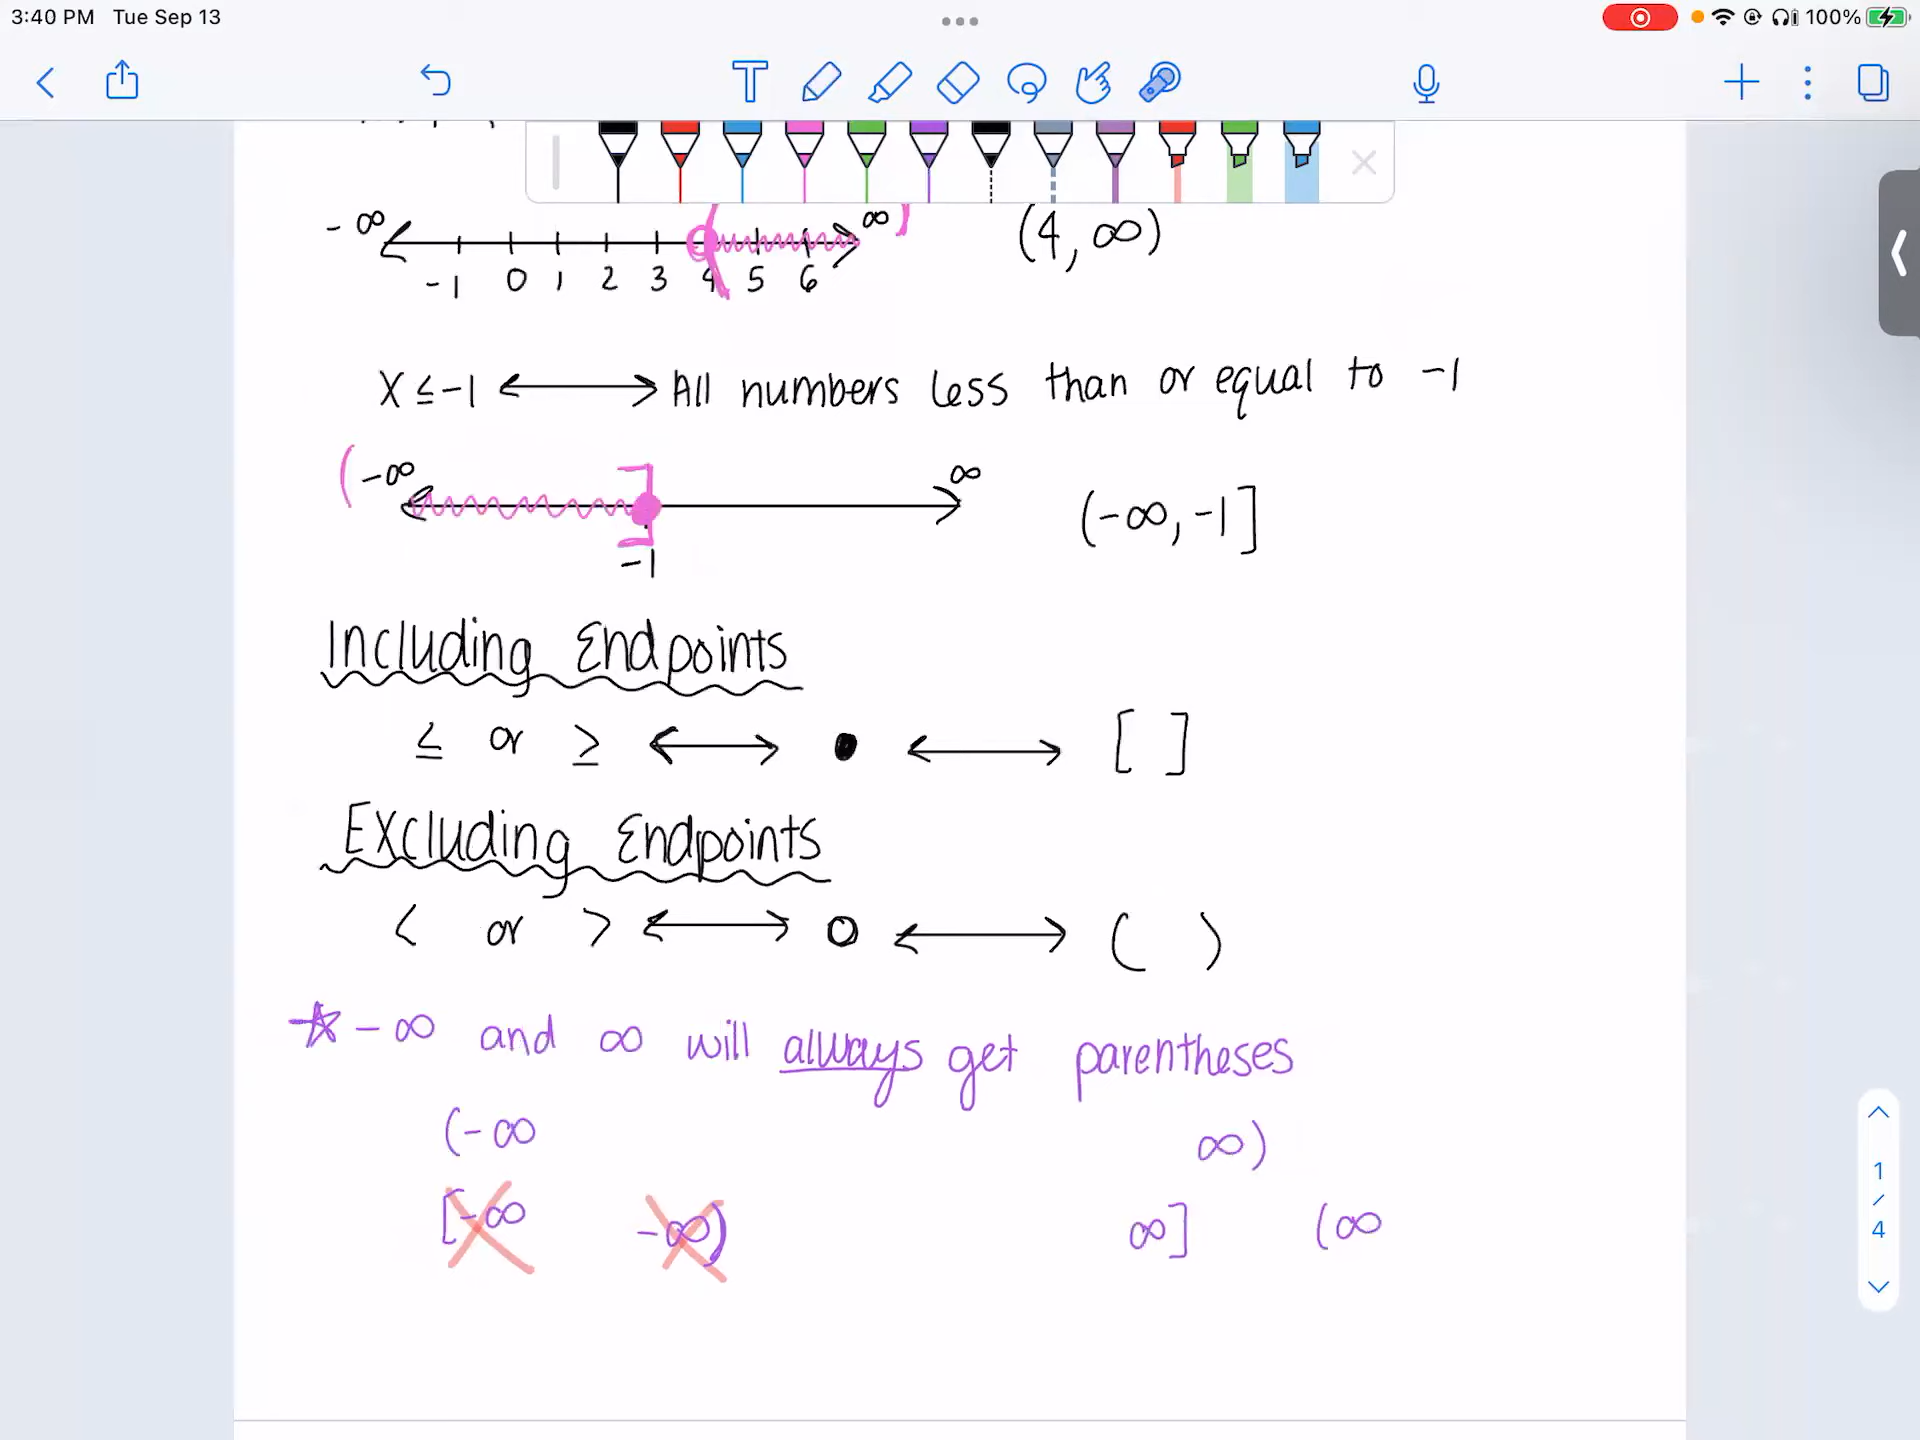 3:40 PM Tue Sep 13
100%
T
-∞ ∞ ) (4, ∞)
-1 0 1 2 3 4 5 6
X ≤ -1 ⟷ All numbers less than or equal to -1
( -∞ ] ∞ (-∞, -1]
-1
Including Endpoints
≤ or ≥ ⟷ ● ⟷ [ ]
Excluding Endpoints
< or > ⟷ ○ ⟷ ( )
☆ -∞ and ∞ will always get parentheses
(-∞ ∞)
[-∞ -∞) ∞] (∞
1
/
4